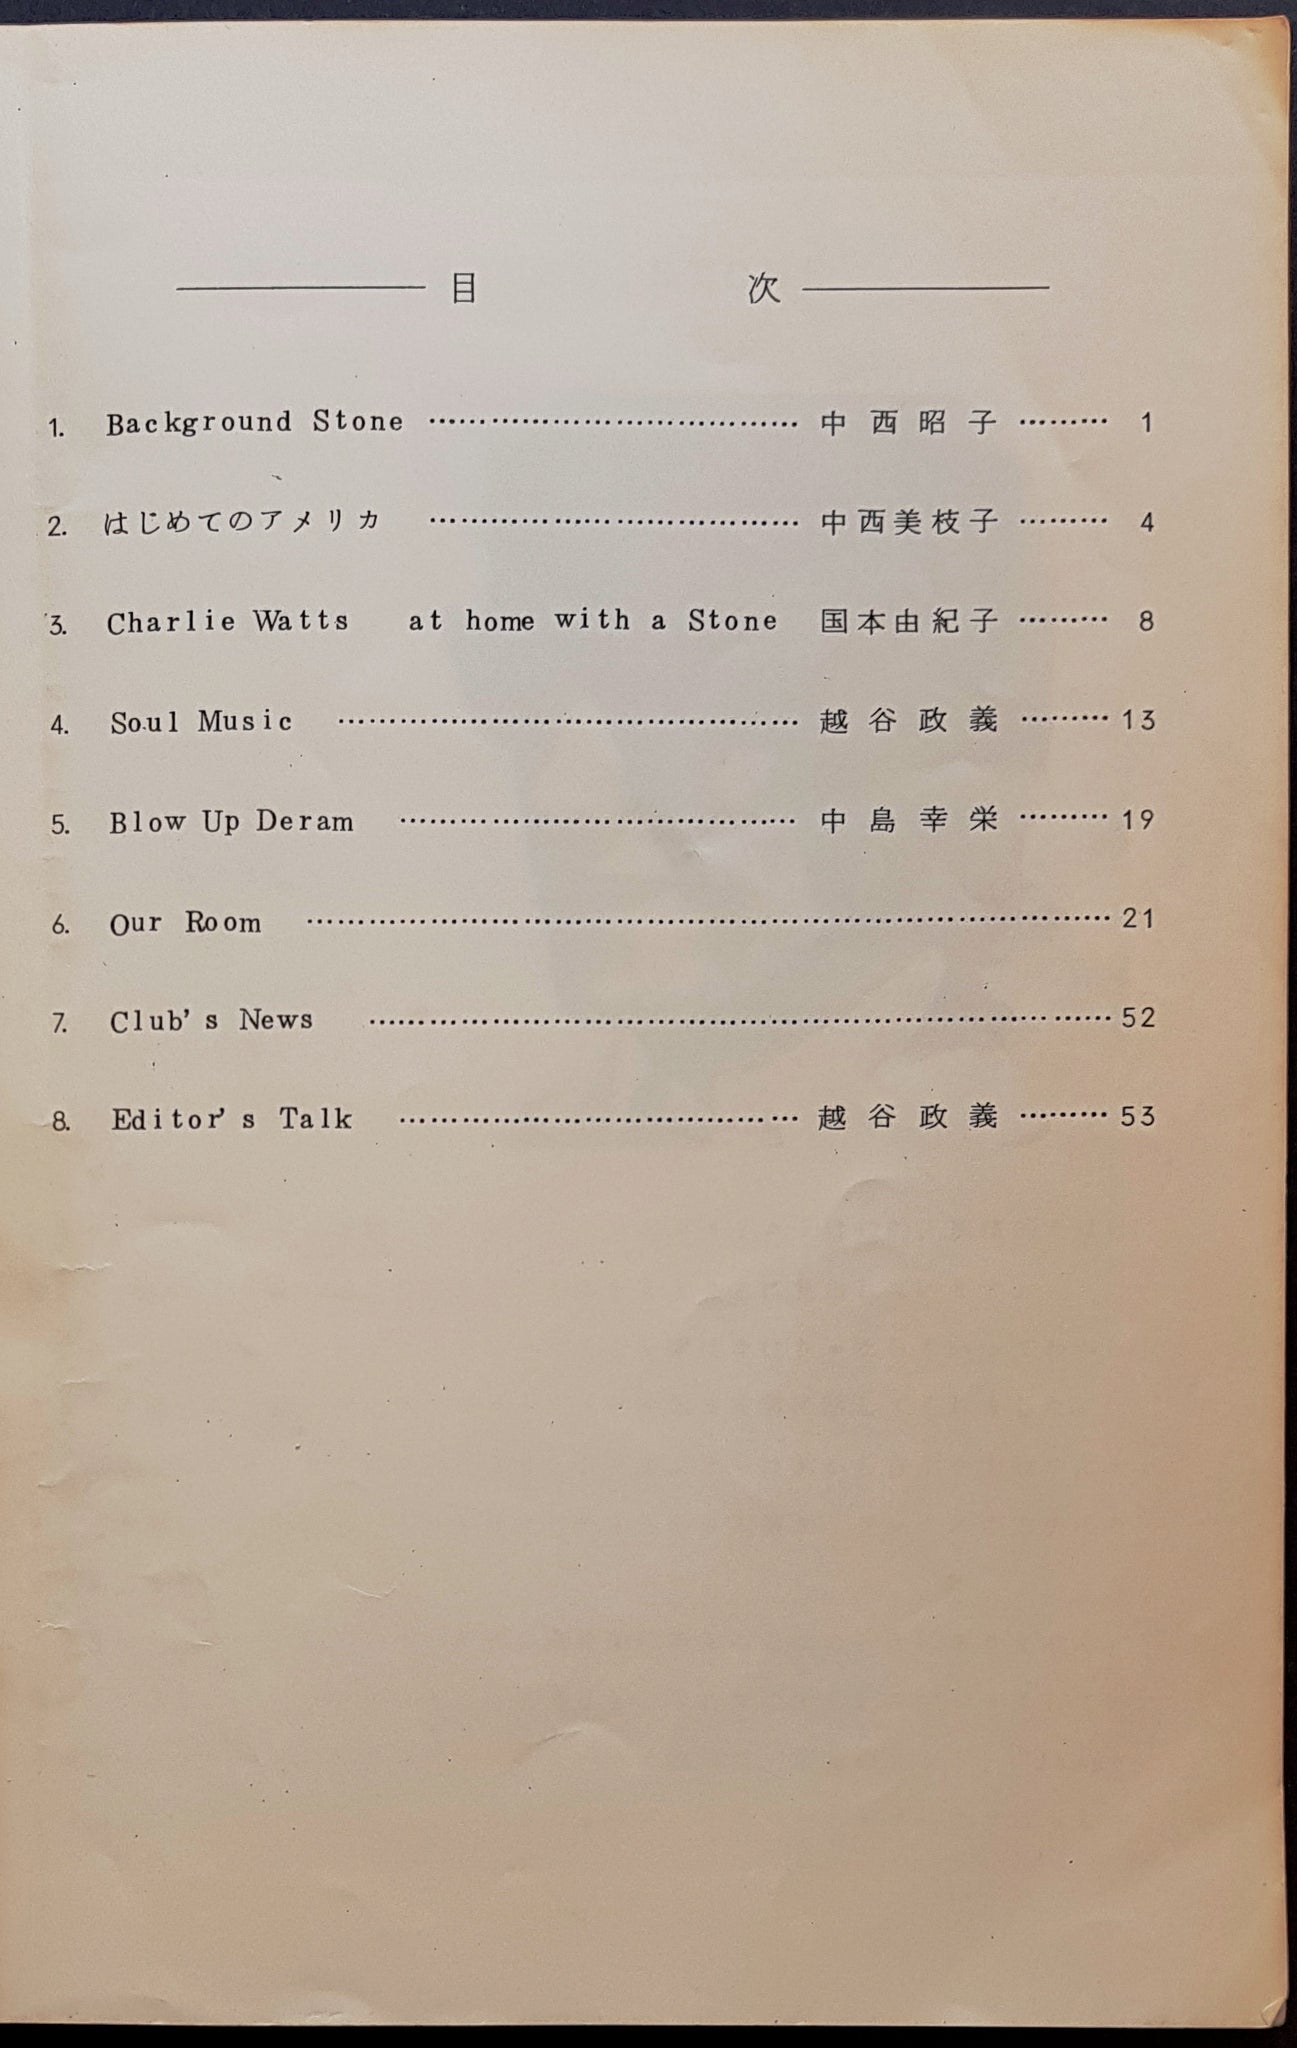 目 次
1. Background Stone ……………………………… 中西昭子 ……… 1
2. はじめてのアメリカ ……………………………… 中西美枝子 ……… 4
3. Charlie Watts at home with a Stone 国本由紀子 ……… 8
4. Soul Music ……………………………………… 越谷政義 ……… 13
5. Blow Up Deram ………………………………… 中島幸栄 ……… 19
6. Our Room ……………………………………………………………… 21
7. Club's News ………………………………………………………… 52
8. Editor's Talk ………………………………… 越谷政義 ……… 53